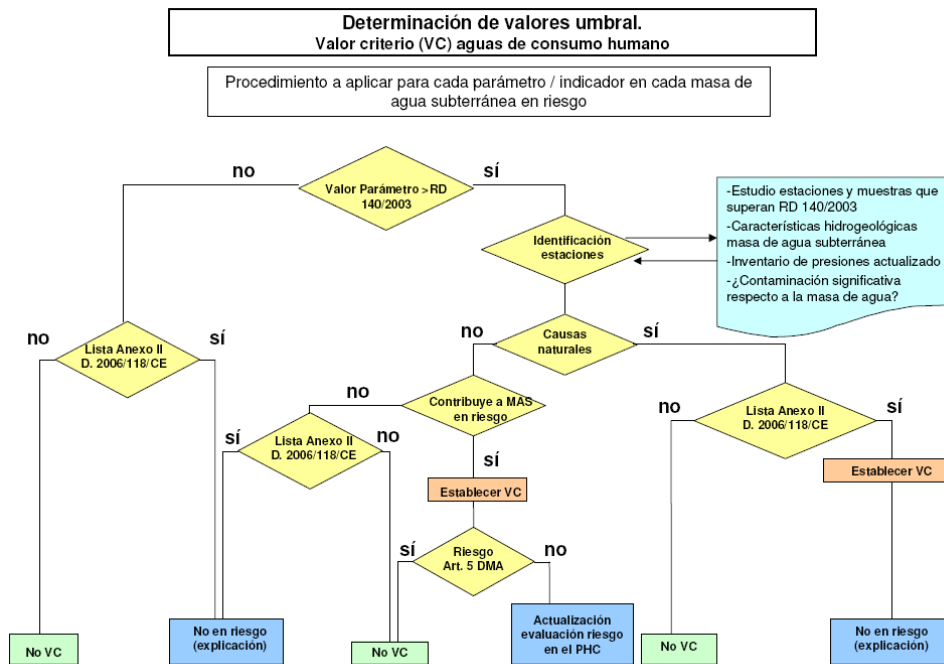 Determinación de valores umbral.
Valor criterio (VC) aguas de consumo humano
Procedimiento a aplicar para cada parámetro / indicador en cada masa de
agua subterránea en riesgo
no
sí
Valor Parámetro >RD
140/2003
Identificación
estaciones
-Estudio estaciones y muestras que
superan RD 140/2003
-Características hidrogeológicas
masa de agua subterránea
-Inventario de presiones actualizado
-¿Contaminación significativa
respecto a la masa de agua?
no
Lista Anexo II
D. 2006/118/CE
sí
no
Causas
naturales
sí
no
Contribuye a MAS
en riesgo
no
Lista Anexo II
D. 2006/118/CE
sí
sí
Lista Anexo II
D. 2006/118/CE
no
sí
Establecer VC
Establecer VC
sí
Riesgo
Art. 5 DMA
no
No VC
No en riesgo
(explicación)
No VC
Actualización
evaluación riesgo
en el PHC
No VC
No en riesgo
(explicación)